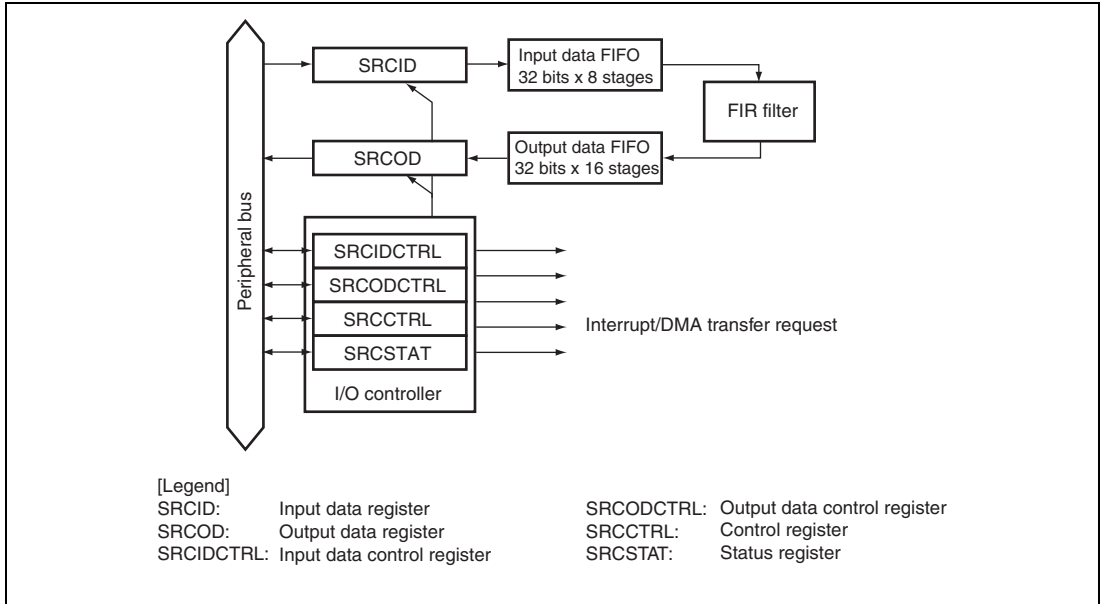 SRCID
Input data FIFO
32 bits x 8 stages
FIR filter
SRCOD
Output data FIFO
32 bits x 16 stages
Peripheral bus
SRCIDCTRL
SRCODCTRL
SRCCTRL
SRCSTAT
I/O controller
Interrupt/DMA transfer request
[Legend]
SRCID: Input data register
SRCOD: Output data register
SRCIDCTRL: Input data control register
SRCODCTRL: Output data control register
SRCCTRL: Control register
SRCSTAT: Status register